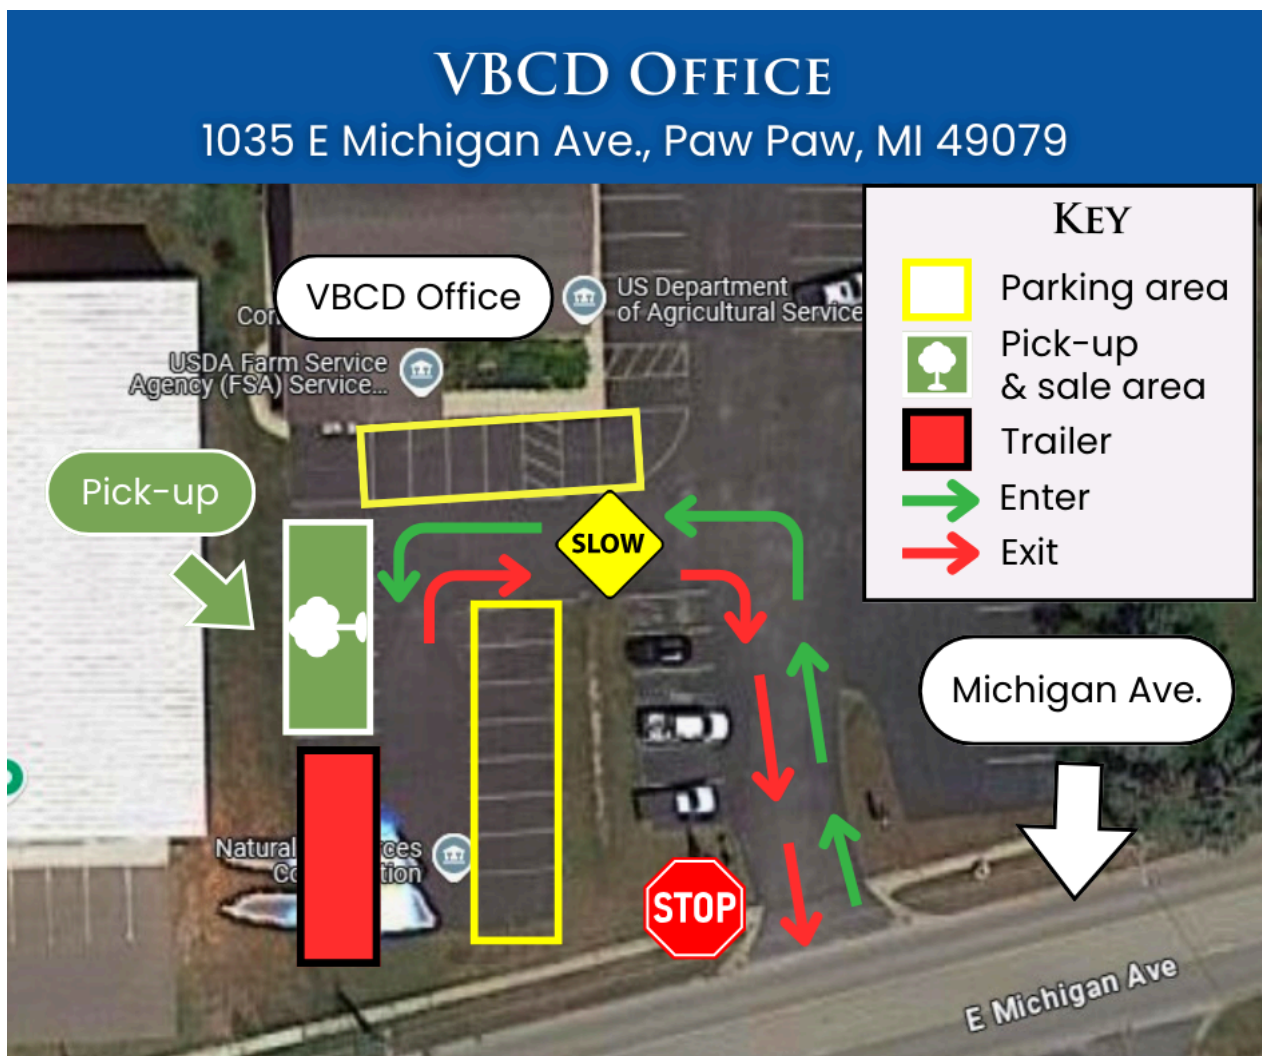 VBCD Office
1035 E Michigan Ave., Paw Paw, MI 49079
Key
Parking area
Pick-up
& sale area
Trailer
Enter
Exit
VBCD Office
US Department
of Agricultural Service
Con
USDA Farm Service
Agency (FSA) Service...
Pick-up
SLOW
Michigan Ave.
Natural
STOP
E Michigan Ave